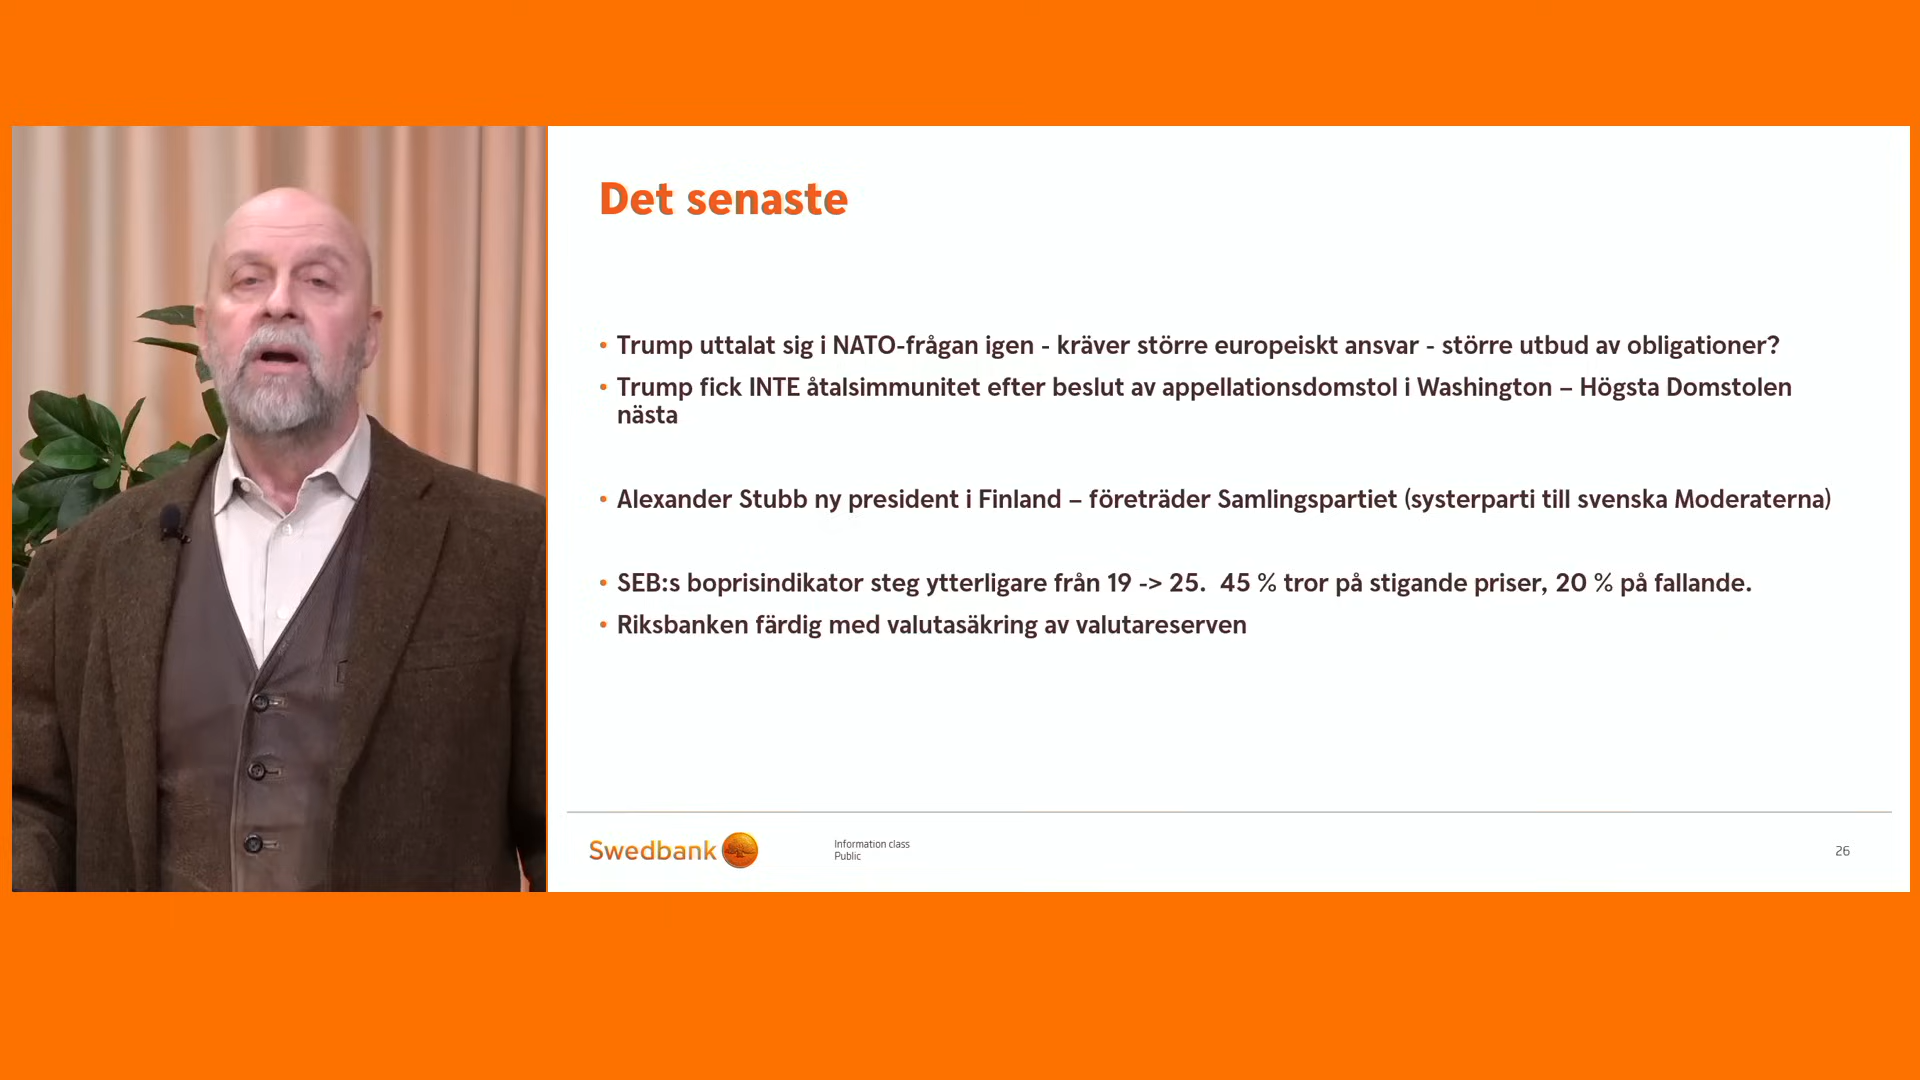 Det senaste
• Trump uttalat sig i NATO-frågan igen - kräver större europeiskt ansvar - större utbud av obligationer?
• Trump fick INTE åtalsimmunitet efter beslut av appellationsdomstol i Washington – Högsta Domstolen
nästa
• Alexander Stubb ny president i Finland – företräder Samlingspartiet (systerparti till svenska Moderaterna)
• SEB:s boprisindikator steg ytterligare från 19 -> 25.  45 % tror på stigande priser, 20 % på fallande.
• Riksbanken färdig med valutasäkring av valutareserven
Swedbank
Information class
Public
26